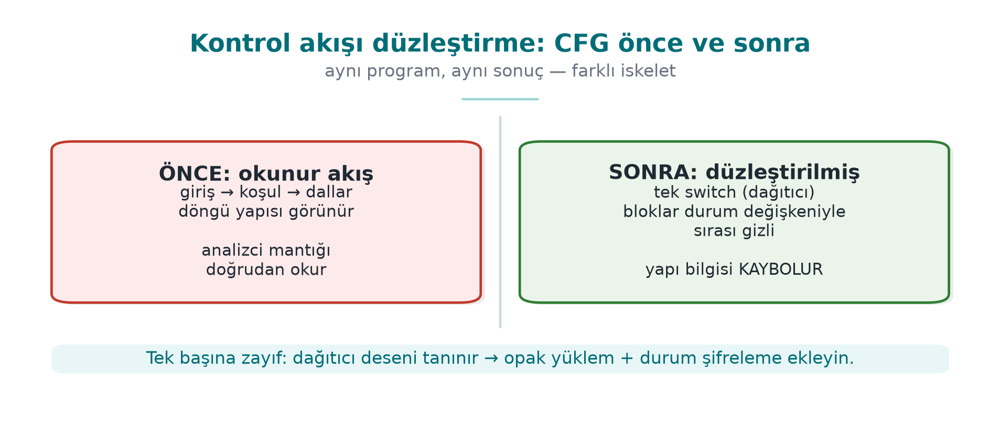 Kontrol akışı düzleştirme: CFG önce ve sonra
aynı program, aynı sonuç — farklı iskelet
ÖNCE: okunur akış
giriş → koşul → dallar
döngü yapısı görünür
analizci mantığı
doğrudan okur
SONRA: düzleştirilmiş
tek switch (dağıtıcı)
bloklar durum değişkeniyle
sırası gizli
yapı bilgisi KAYBOLUR
Tek başına zayıf: dağıtıcı deseni tanınır → opak yüklem + durum şifreleme ekleyin.